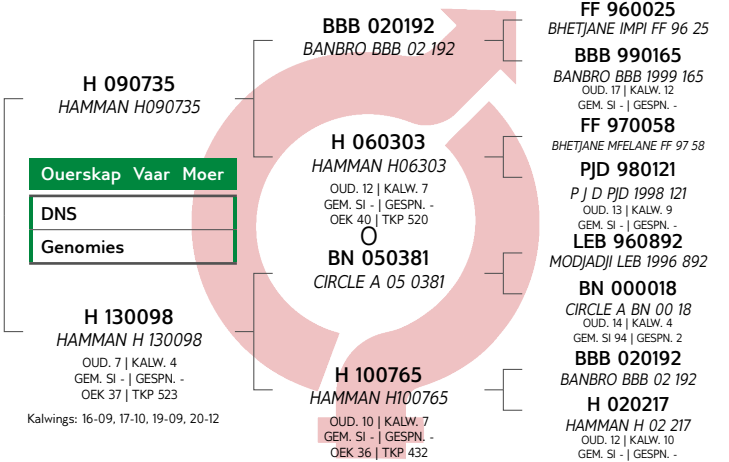 H 090735
HAMMAN H090735
Ouerskap Vaar Moer
DNS
Genomies
H 130098
HAMMAN H 130098
OUD. 7 | KALW. 4
GEM. SI - | GESPN. -
OEK 37 | TKP 523
Kalwings: 16-09, 17-10, 19-09, 20-12
BBB 020192
BANBRO BBB 02 192
H 060303
HAMMAN H06303
OUD. 12 | KALW. 7
GEM. SI - | GESPN. -
OEK 40 | TKP 520
O
BN 050381
CIRCLE A 05 0381
H 100765
HAMMAN H100765
OUD. 10 | KALW. 7
GEM. SI - | GESPN. -
OEK 36 | TKP 432
FF 960025
BHETJANE IMPI FF 96 25
BBB 990165
BANBRO BBB 1999 165
OUD. 17 | KALW. 12
GEM. SI - | GESPN. -
FF 970058
BHETJANE MFELANE FF 97 58
PJD 980121
P J D PJD 1998 121
OUD. 13 | KALW. 9
GEM. SI - | GESPN. -
LEB 960892
MODJADJI LEB 1996 892
BN 000018
CIRCLE A BN 00 18
OUD. 14 | KALW. 4
GEM. SI 94 | GESPN. 2
BBB 020192
BANBRO BBB 02 192
H 020217
HAMMAN H 02 217
OUD. 12 | KALW. 10
GEM. SI - | GESPN. -